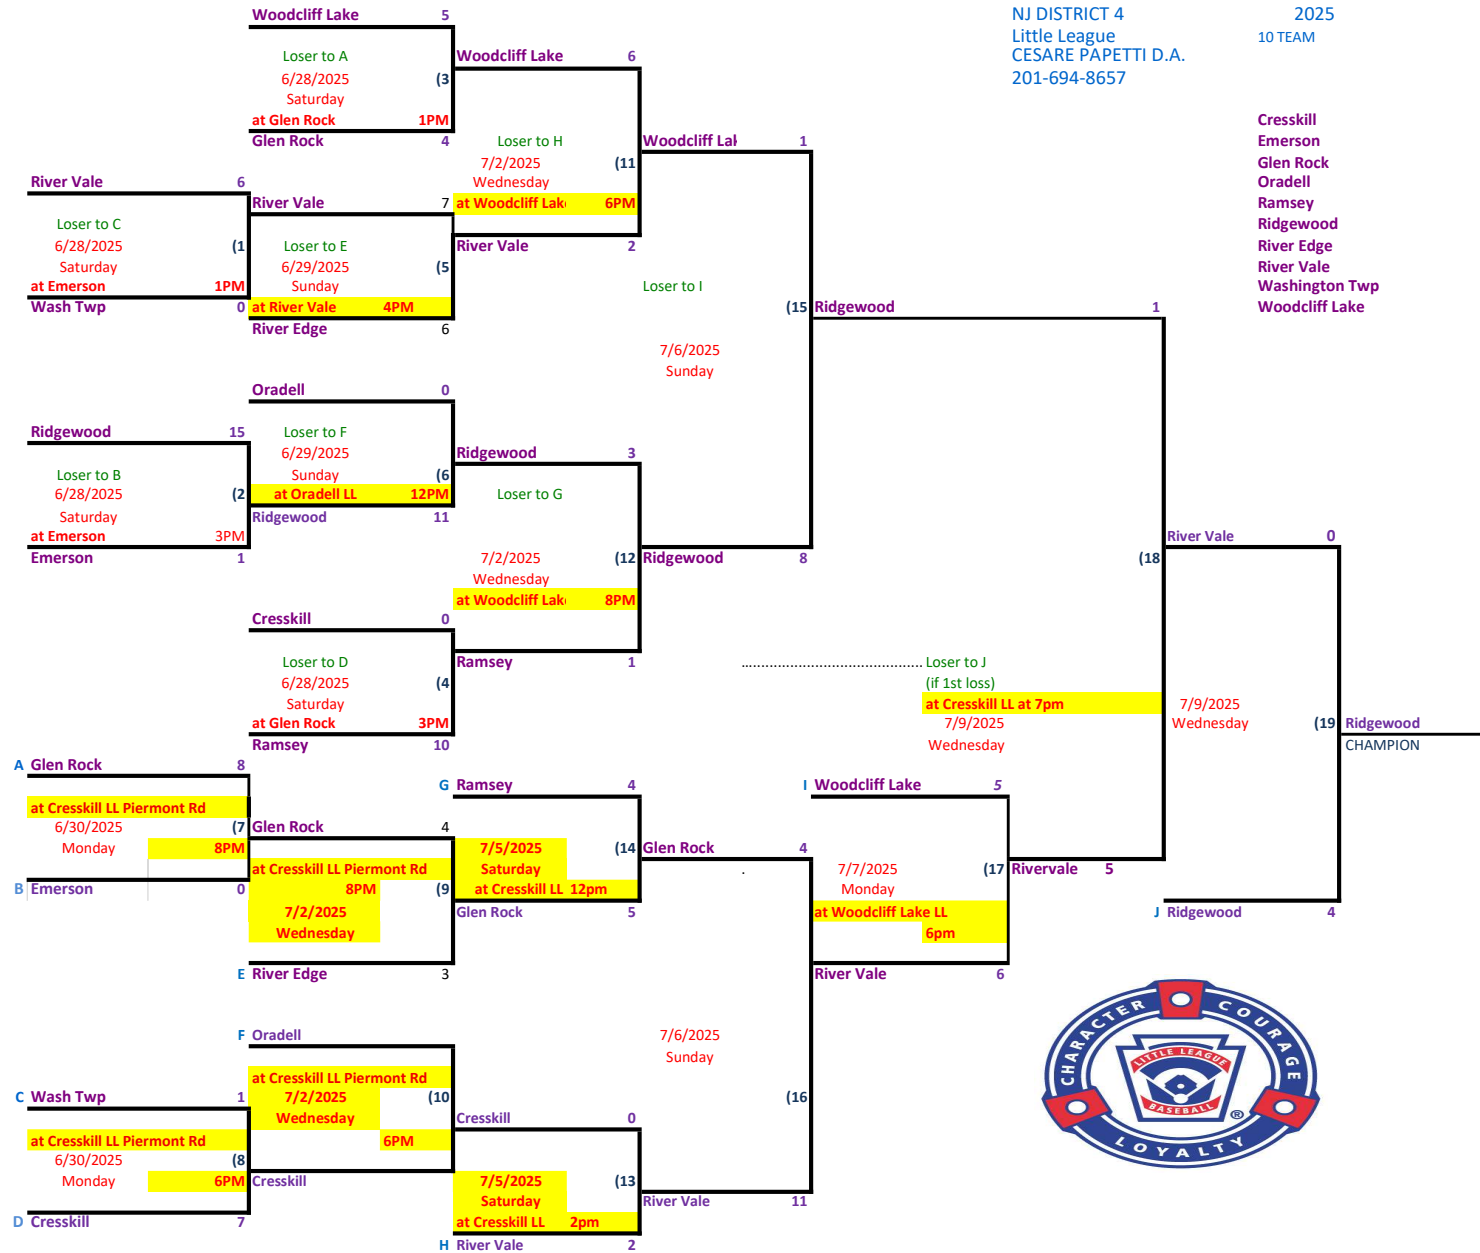 NJ DISTRICT 4 2025
Little League 10 TEAM
CESARE PAPETTI D.A.
201-694-8657
Cresskill
Emerson
Glen Rock
Oradell
Ramsey
Ridgewood
River Edge
River Vale
Washington Twp
Woodcliff Lake
Woodcliff Lake 5
Loser to A
6/28/2025 (3
Saturday
at Glen Rock 1PM
Glen Rock 4
River Vale 6
Loser to C
6/28/2025 (1
Saturday
at Emerson 1PM
Wash Twp 0
River Vale 7
Loser to E
6/29/2025 (5
Sunday
at River Vale 4PM
River Edge 6
Woodcliff Lake 6
Loser to H
7/2/2025 (11
Wednesday
at Woodcliff Lak 6PM
River Vale 2
Oradell 0
Loser to F
6/29/2025
Sunday (6
at Oradell LL 12PM
Ridgewood 11
Ridgewood 15
Loser to B
6/28/2025 (2
Saturday
at Emerson 3PM
Emerson 1
Ridgewood 3
Loser to G
7/2/2025 (12
Wednesday
at Woodcliff Lak 8PM
Ramsey 1
Cresskill 0
Loser to D
6/28/2025 (4
Saturday
at Glen Rock 3PM
Ramsey 10
Woodcliff Lak 1
Loser to I
(15
7/6/2025
Sunday
Ridgewood 8
Ridgewood 1
(18
Loser to J
(if 1st loss)
at Cresskill LL at 7pm
7/9/2025
Wednesday
River Vale 0
7/9/2025
Wednesday (19
Ridgewood
CHAMPION
J Ridgewood 4
A Glen Rock 8
at Cresskill LL Piermont Rd
6/30/2025 (7
Monday 8PM
B Emerson 0
Glen Rock 4
at Cresskill LL Piermont Rd
8PM (9
7/2/2025
Wednesday
E River Edge 3
G Ramsey 4
7/5/2025 (14
Saturday
at Cresskill LL 12pm
Glen Rock 5
Glen Rock 4
I Woodcliff Lake 5
7/7/2025 (17
Monday
at Woodcliff Lake LL
6pm
River Vale 6
Rivervale 5
F Oradell
at Cresskill LL Piermont Rd
7/2/2025 (10
Wednesday
6PM
Cresskill
C Wash Twp 1
at Cresskill LL Piermont Rd
6/30/2025 (8
Monday 6PM
D Cresskill 7
Cresskill 0
7/5/2025 (13
Saturday
at Cresskill LL 2pm
H River Vale 2
7/6/2025
Sunday
(16
River Vale 11
CHARACTER COURAGE
LITTLE LEAGUE
BASEBALL ®
LOYALTY